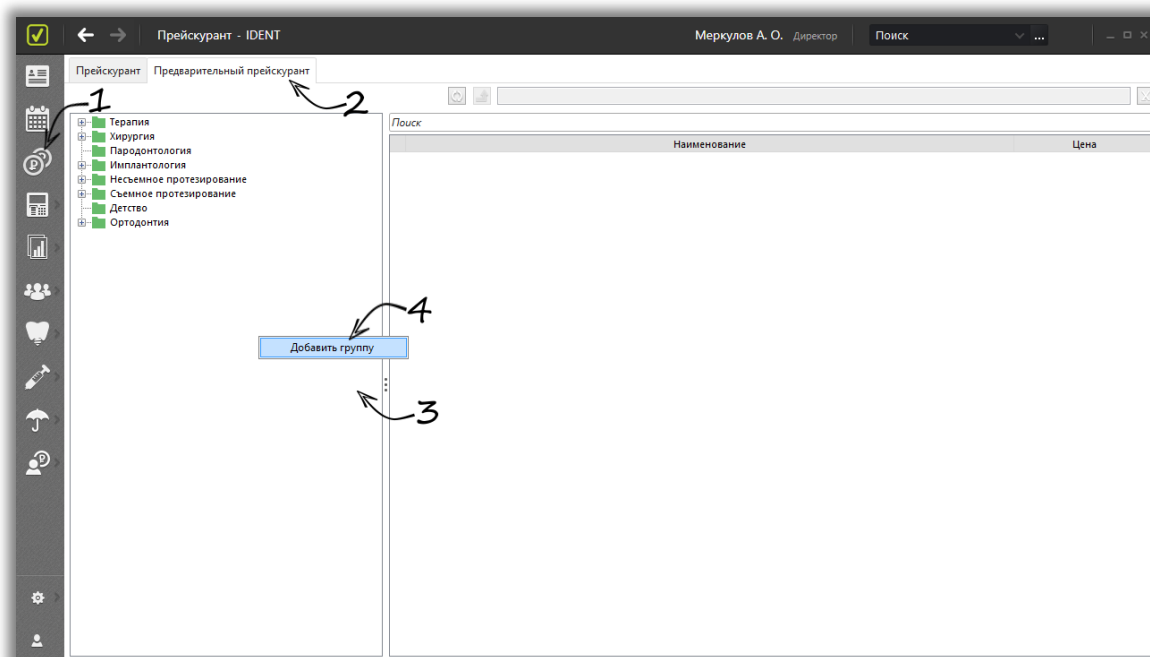 Прейскурант - IDENT
Меркулов А. О. Директор
Поиск ...
Прейскурант Предварительный прейскурант
1
2
Терапия
Хирургия
Пародонтология
Имплантология
Несъемное протезирование
Съемное протезирование
Детство
Ортодонтия
Поиск
Наименование Цена
4
Добавить группу
3